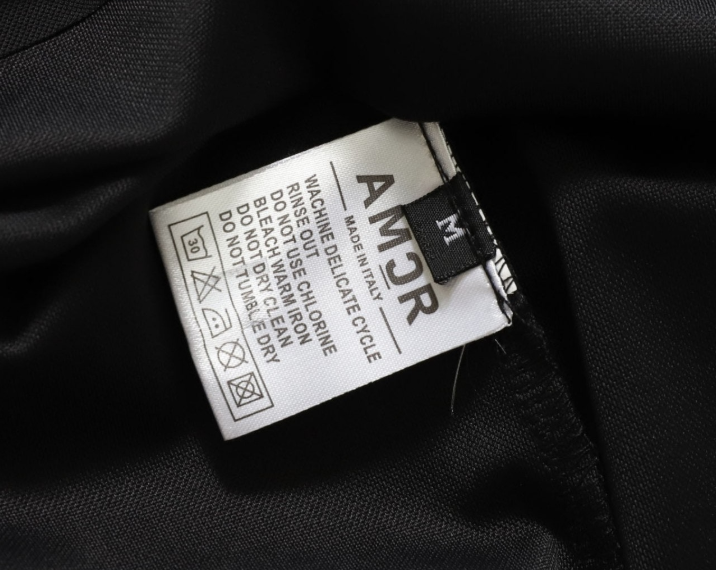 AMƆR
M
MADE IN ITALY
WACHINE DELICATE CYCLE
RINSE OUT
DO NOT USE CHLORINE
BLEACH WARM IRON
DO NOT DRY CLEAN
DO NOT TUMBLE DRY
30